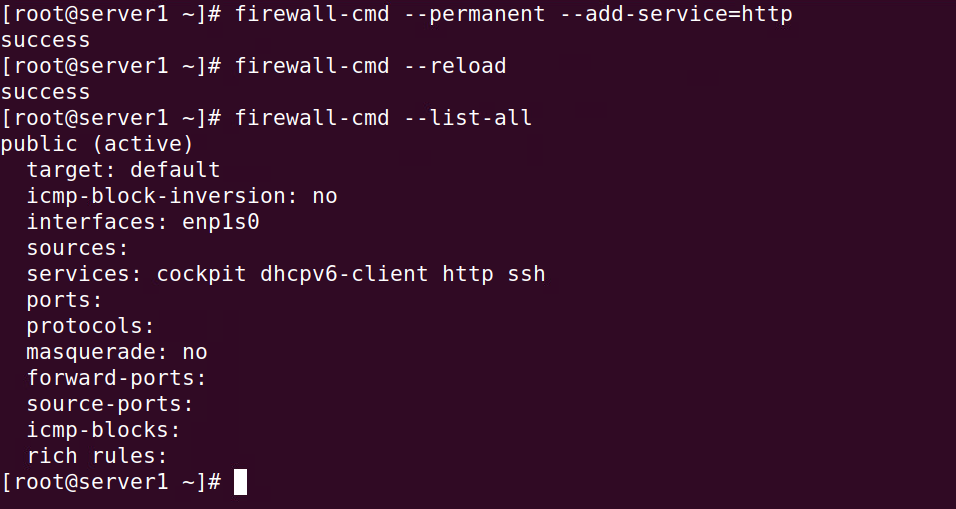 [root@server1 ~]# firewall-cmd --permanent --add-service=http
success
[root@server1 ~]# firewall-cmd --reload
success
[root@server1 ~]# firewall-cmd --list-all
public (active)
  target: default
  icmp-block-inversion: no
  interfaces: enp1s0
  sources:
  services: cockpit dhcpv6-client http ssh
  ports:
  protocols:
  masquerade: no
  forward-ports:
  source-ports:
  icmp-blocks:
  rich rules:
[root@server1 ~]#